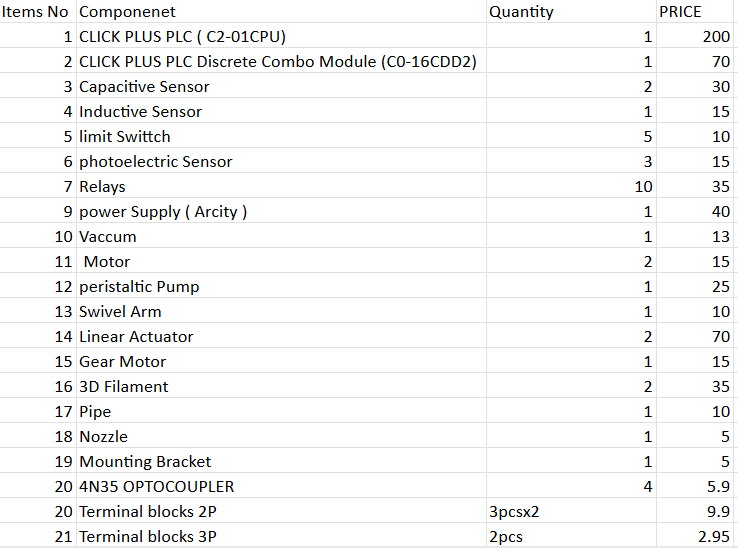 Items No Componenet Quantity PRICE
1 CLICK PLUS PLC ( C2-01CPU) 1 200
2 CLICK PLUS PLC Discrete Combo Module (C0-16CDD2) 1 70
3 Capacitive Sensor 2 30
4 Inductive Sensor 1 15
5 limit Swittch 5 10
6 photoelectric Sensor 3 15
7 Relays 10 35
9 power Supply ( Arcity ) 1 40
10 Vaccum 1 13
11 Motor 2 15
12 peristaltic Pump 1 25
13 Swivel Arm 1 10
14 Linear Actuator 2 70
15 Gear Motor 1 15
16 3D Filament 2 35
17 Pipe 1 10
18 Nozzle 1 5
19 Mounting Bracket 1 5
20 4N35 OPTOCOUPLER 4 5.9
20 Terminal blocks 2P 3pcsx2 9.9
21 Terminal blocks 3P 2pcs 2.95